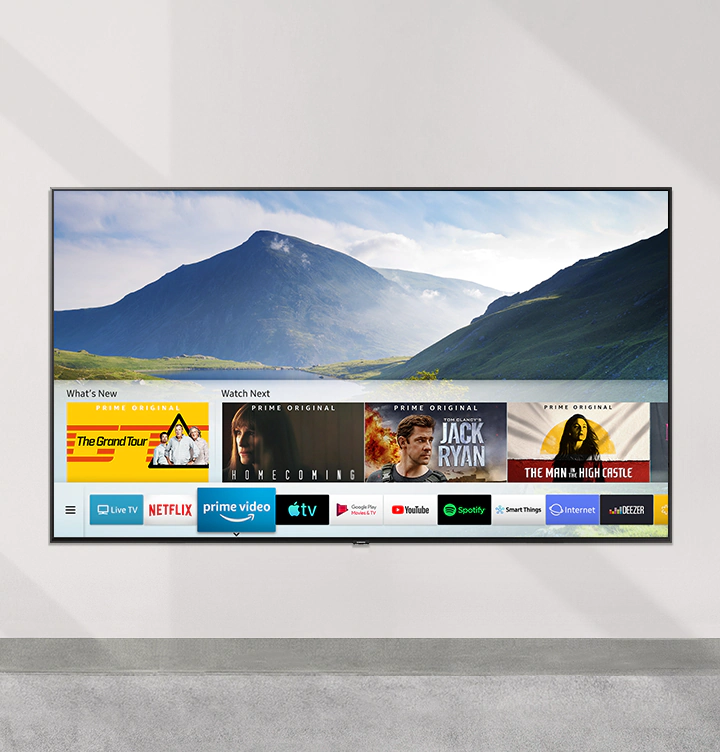 What's New
Watch Next
PRIME ORIGINAL
The Grand Tour
PRIME ORIGINAL
HOMECOMING
PRIME ORIGINAL
TOM CLANCY'S
JACK
RYAN
PRIME ORIGINAL
THE MAN IN THE HIGH CASTLE
Live TV
NETFLIX
prime video
tv
Google Play
Movies & TV
YouTube
Spotify
Smart Things
Internet
DEEZER